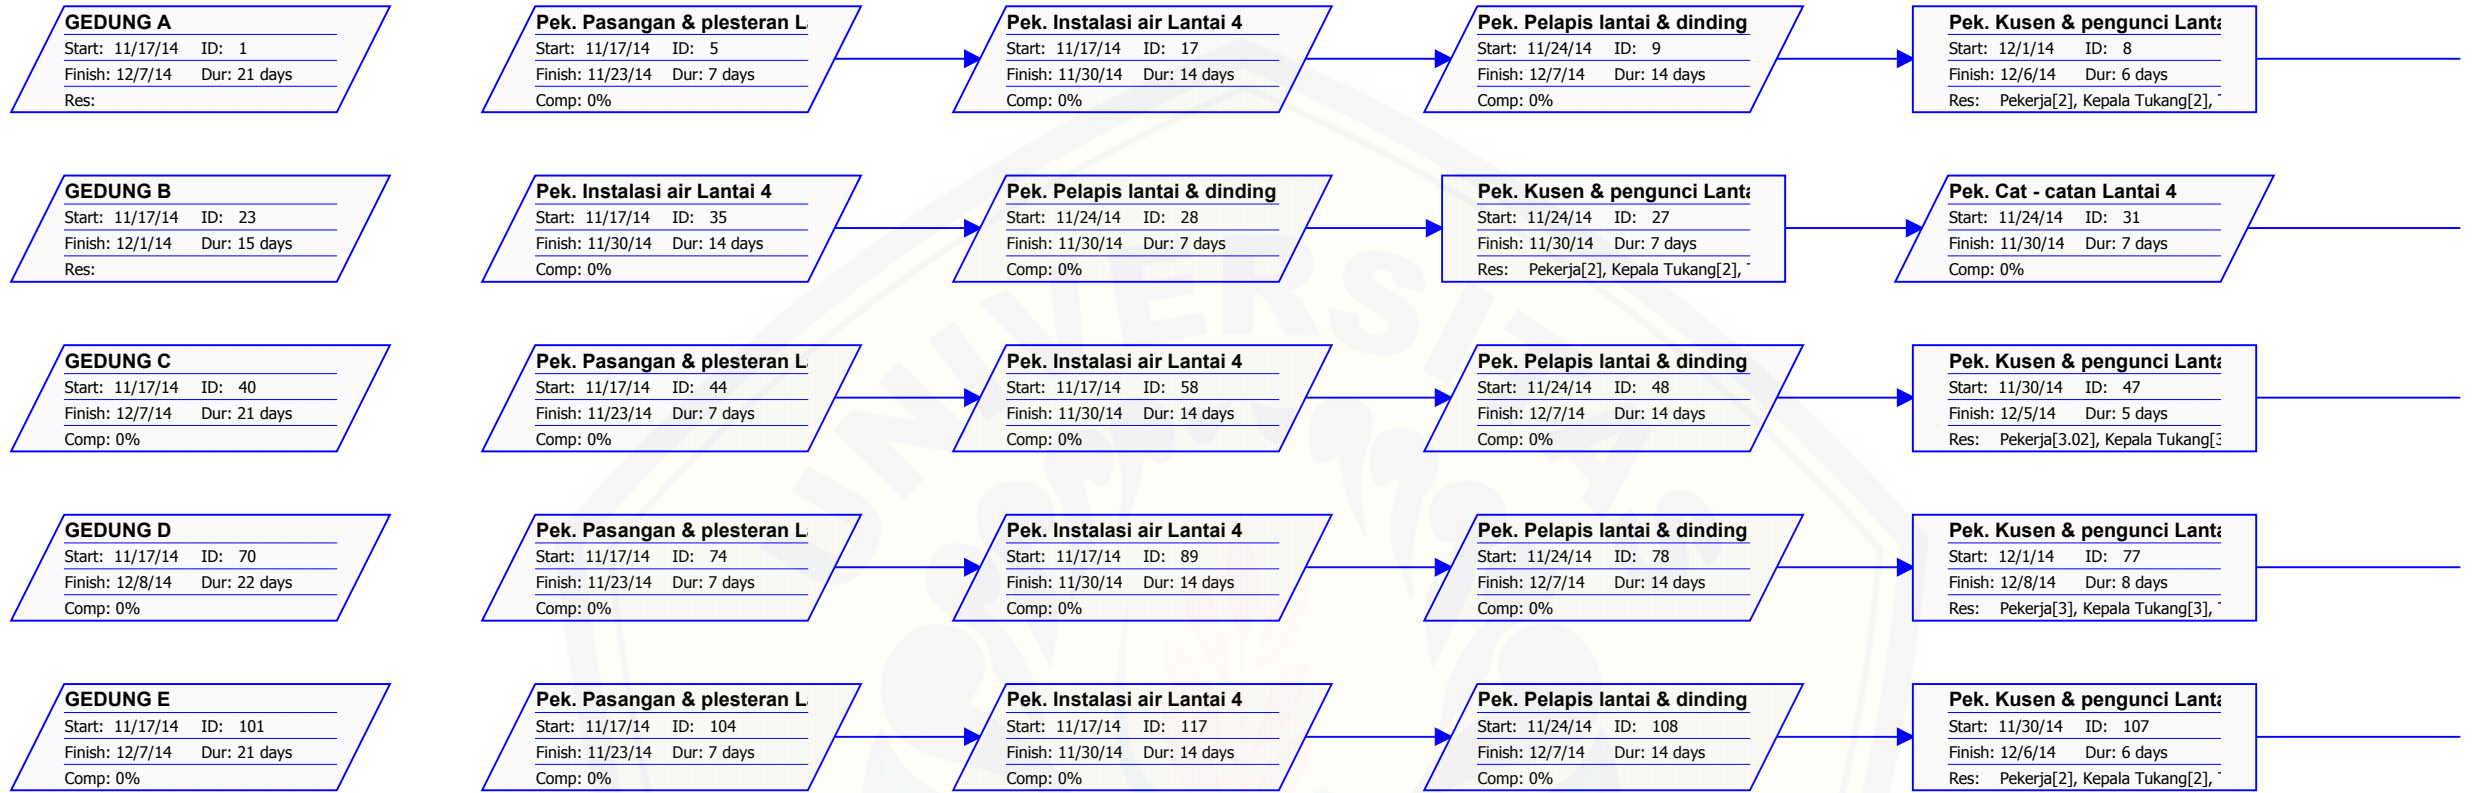 GEDUNG A
Start: 11/17/14 ID: 1
Finish: 12/7/14 Dur: 21 days
Res:
Pek. Pasangan & plesteran L
Start: 11/17/14 ID: 5
Finish: 11/23/14 Dur: 7 days
Comp: 0%
Pek. Instalasi air Lantai 4
Start: 11/17/14 ID: 17
Finish: 11/30/14 Dur: 14 days
Comp: 0%
Pek. Pelapis lantai & dinding
Start: 11/24/14 ID: 9
Finish: 12/7/14 Dur: 14 days
Comp: 0%
Pek. Kusen & pengunci Lanta
Start: 12/1/14 ID: 8
Finish: 12/6/14 Dur: 6 days
Res: Pekerja[2], Kepala Tukang[2],
GEDUNG B
Start: 11/17/14 ID: 23
Finish: 12/1/14 Dur: 15 days
Res:
Pek. Instalasi air Lantai 4
Start: 11/17/14 ID: 35
Finish: 11/30/14 Dur: 14 days
Comp: 0%
Pek. Pelapis lantai & dinding
Start: 11/24/14 ID: 28
Finish: 11/30/14 Dur: 7 days
Comp: 0%
Pek. Kusen & pengunci Lanta
Start: 11/24/14 ID: 27
Finish: 11/30/14 Dur: 7 days
Res: Pekerja[2], Kepala Tukang[2],
Pek. Cat - catan Lantai 4
Start: 11/24/14 ID: 31
Finish: 11/30/14 Dur: 7 days
Comp: 0%
GEDUNG C
Start: 11/17/14 ID: 40
Finish: 12/7/14 Dur: 21 days
Comp: 0%
Pek. Pasangan & plesteran L
Start: 11/17/14 ID: 44
Finish: 11/23/14 Dur: 7 days
Comp: 0%
Pek. Instalasi air Lantai 4
Start: 11/17/14 ID: 58
Finish: 11/30/14 Dur: 14 days
Comp: 0%
Pek. Pelapis lantai & dinding
Start: 11/24/14 ID: 48
Finish: 12/7/14 Dur: 14 days
Comp: 0%
Pek. Kusen & pengunci Lanta
Start: 11/30/14 ID: 47
Finish: 12/5/14 Dur: 5 days
Res: Pekerja[3.02], Kepala Tukang[3
GEDUNG D
Start: 11/17/14 ID: 70
Finish: 12/8/14 Dur: 22 days
Comp: 0%
Pek. Pasangan & plesteran L
Start: 11/17/14 ID: 74
Finish: 11/23/14 Dur: 7 days
Comp: 0%
Pek. Instalasi air Lantai 4
Start: 11/17/14 ID: 89
Finish: 11/30/14 Dur: 14 days
Comp: 0%
Pek. Pelapis lantai & dinding
Start: 11/24/14 ID: 78
Finish: 12/7/14 Dur: 14 days
Comp: 0%
Pek. Kusen & pengunci Lanta
Start: 12/1/14 ID: 77
Finish: 12/8/14 Dur: 8 days
Res: Pekerja[3], Kepala Tukang[3],
GEDUNG E
Start: 11/17/14 ID: 101
Finish: 12/7/14 Dur: 21 days
Comp: 0%
Pek. Pasangan & plesteran L
Start: 11/17/14 ID: 104
Finish: 11/23/14 Dur: 7 days
Comp: 0%
Pek. Instalasi air Lantai 4
Start: 11/17/14 ID: 117
Finish: 11/30/14 Dur: 14 days
Comp: 0%
Pek. Pelapis lantai & dinding
Start: 11/24/14 ID: 108
Finish: 12/7/14 Dur: 14 days
Comp: 0%
Pek. Kusen & pengunci Lanta
Start: 11/30/14 ID: 107
Finish: 12/6/14 Dur: 6 days
Res: Pekerja[2], Kepala Tukang[2],
UNIVERSITAS